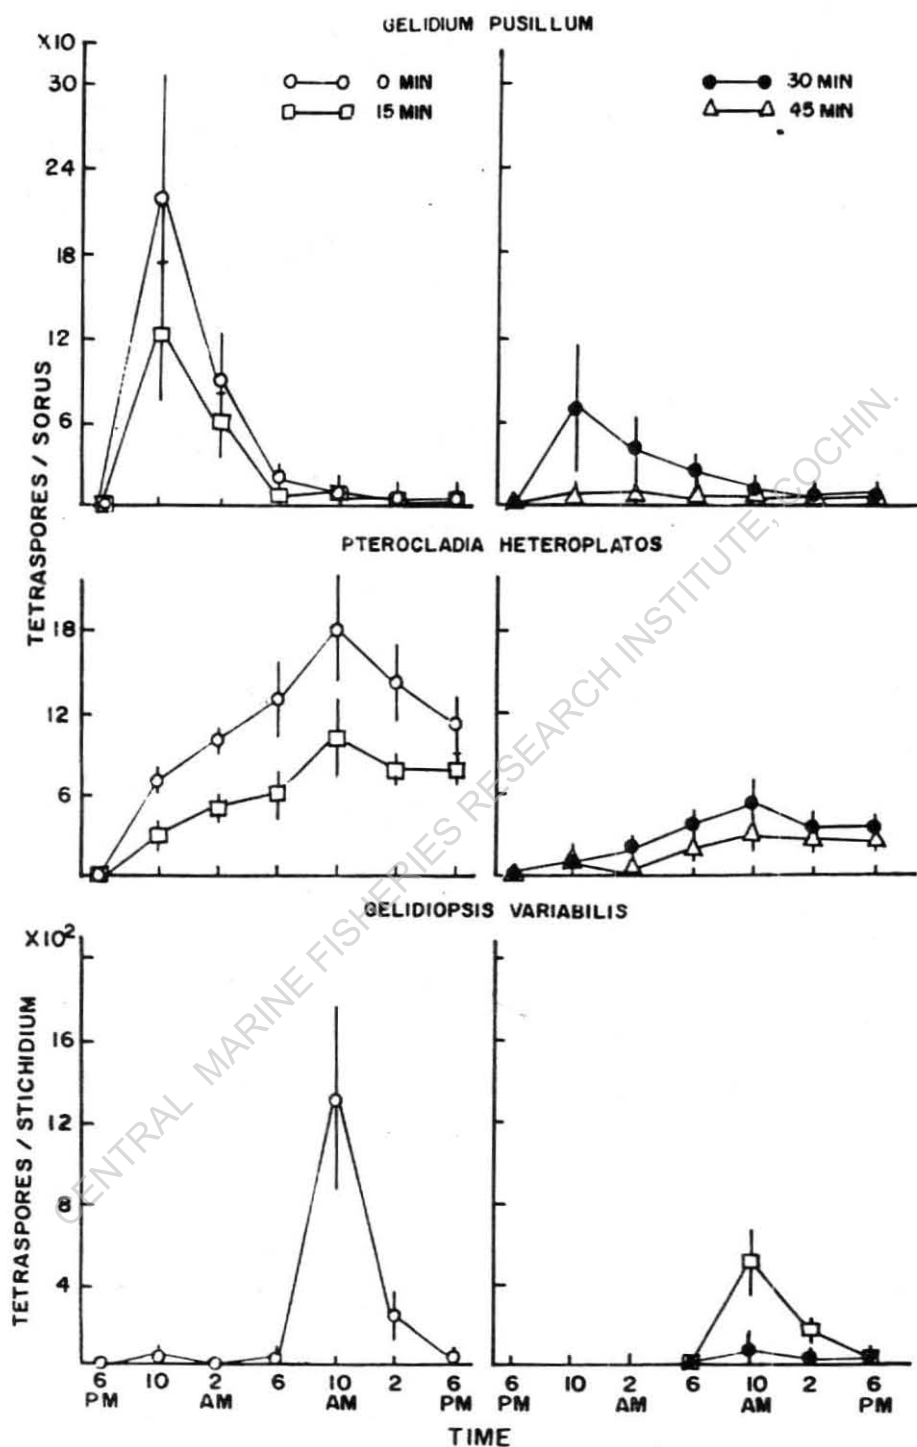 GELIDIUM PUSILLUM
X10
30
24
18
12
6
0 MIN
15 MIN
30 MIN
45 MIN
TETRASPORES / SORUS
PTEROCLADIA HETEROPLATOS
18
12
6
GELIDIOPSIS VARIABILIS
X10²
16
12
8
4
TETRASPORES / STICHIDIUM
6 10 2 6 10 2 6
PM AM AM PM
6 10 2 6 10 2 6
PM AM AM PM
TIME
CENTRAL MARINE FISHERIES RESEARCH INSTITUTE, COCHIN.